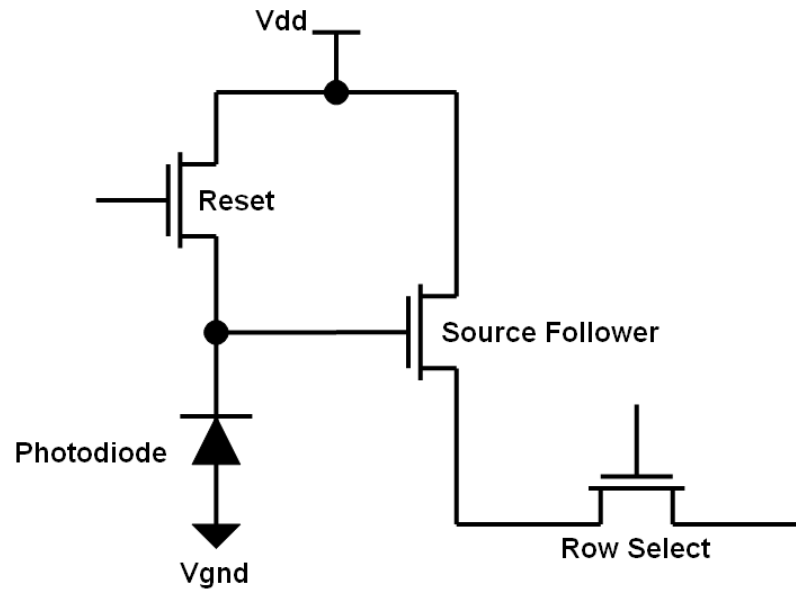 Vdd
Reset
Source Follower
Photodiode
Row Select
Vgnd